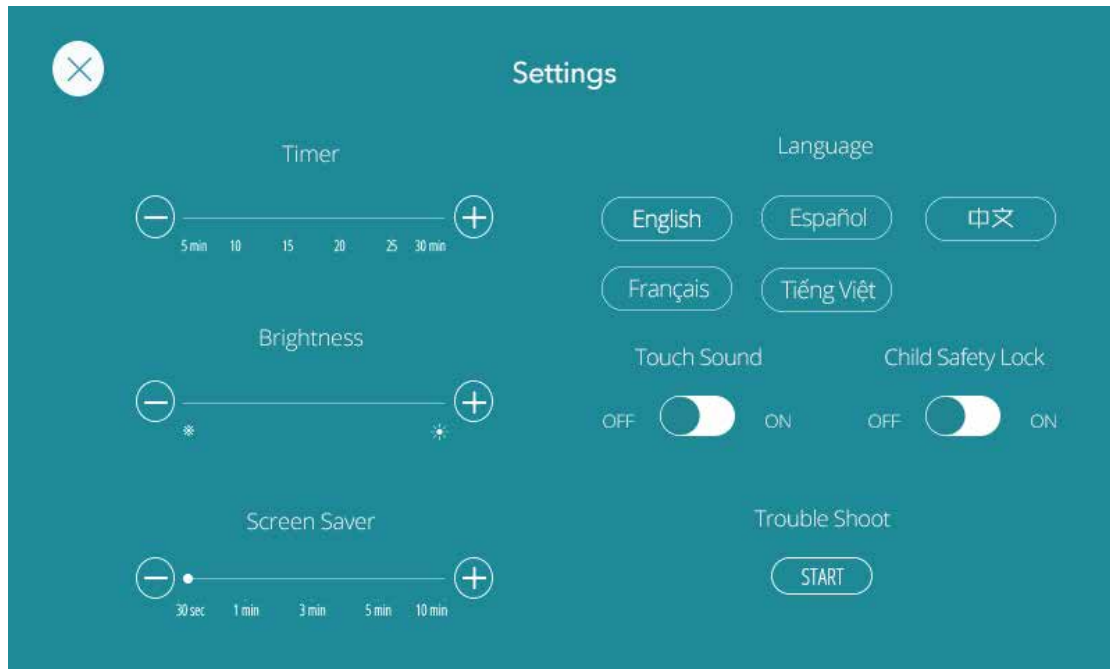 Settings
Timer
5 min 10 15 20 25 30 min
Brightness
Screen Saver
30 sec 1 min 3 min 5 min 10 min
Language
English Español 中文
Français Tiếng Việt
Touch Sound
OFF ON
Child Safety Lock
OFF ON
Trouble Shoot
START